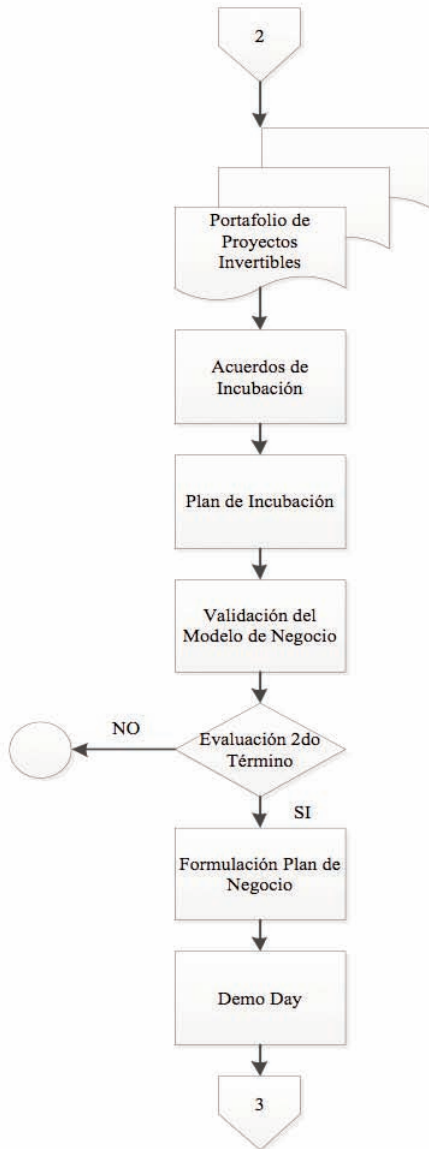 2
Portafolio de
Proyectos
Invertibles
Acuerdos de
Incubación
Plan de Incubación
Validación del
Modelo de Negocio
Evaluación 2do
Término
NO
SI
Formulación Plan de
Negocio
Demo Day
3